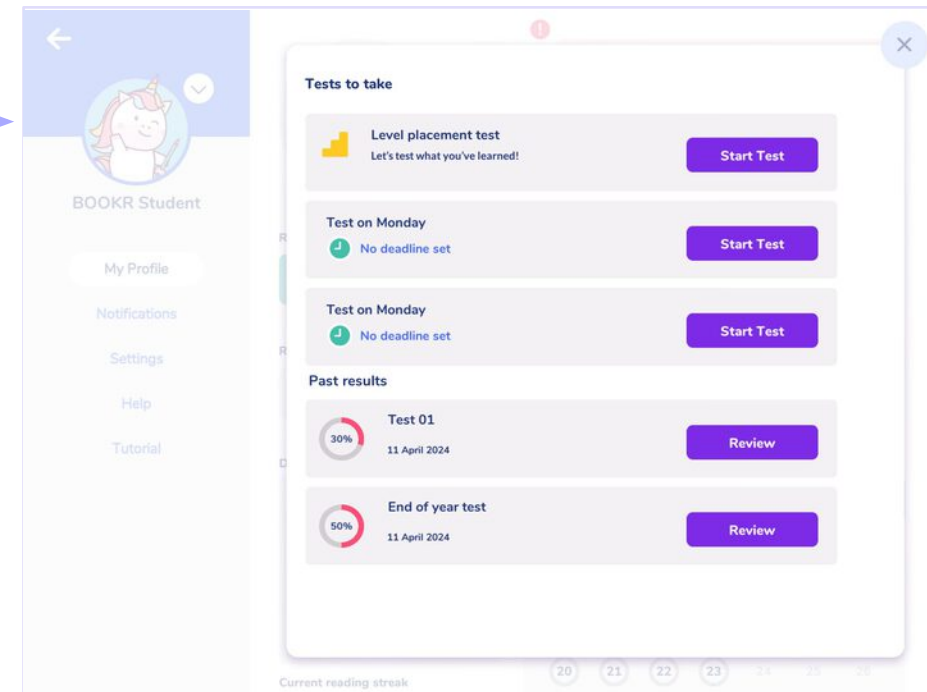 BOOKR Student
My Profile
Notifications
Settings
Help
Tutorial
Tests to take
Level placement test
Let's test what you've learned!
Start Test
Test on Monday
No deadline set
Start Test
Test on Monday
No deadline set
Start Test
Past results
30%
Test 01
11 April 2024
Review
50%
End of year test
11 April 2024
Review
Current reading streak
20 21 22 23 24 25 26